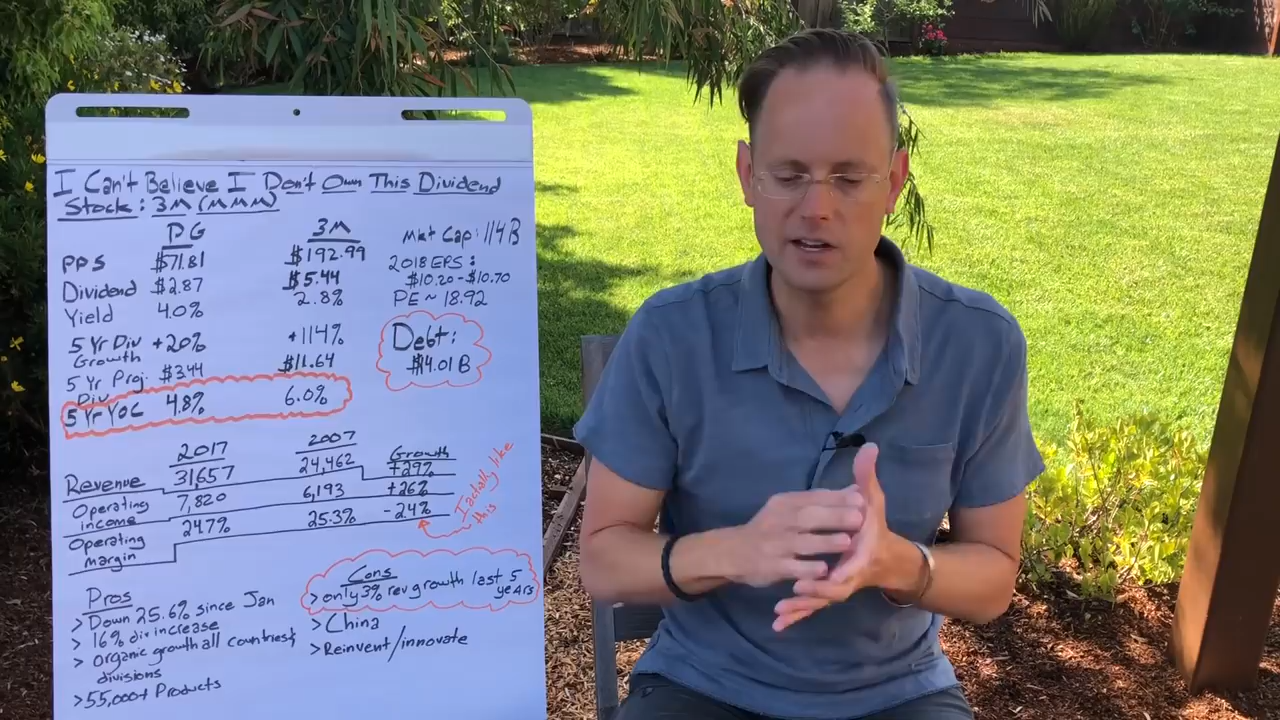 I Can't Believe I Don't Own This Dividend
Stock: 3M (MMM)
PG 3M
PPS $71.81 $192.99
Dividend $2.87 $5.44
Yield 4.0% 2.8%
5 Yr Div Growth +20% +114%
5 Yr Proj. Div $3.44 $11.64
5 Yr YoC 4.8% 6.0%
Mkt Cap: 114B
2018 EPS:
$10.20-$10.70
PE ~ 18.92
Debt:
$14.01 B
2017 2007 Growth
Revenue 31,657 24,462 +29%
Operating income 7,820 6,193 +26%
Operating margin 24.7% 25.3% -24%
I actually like
this
Pros
> Down 25.6% since Jan
> 16% div increase
> Organic growth all countries &
divisions
> 55,000+ Products
Cons
> only 3% rev growth last 5
years
> China
> Reinvent/innovate